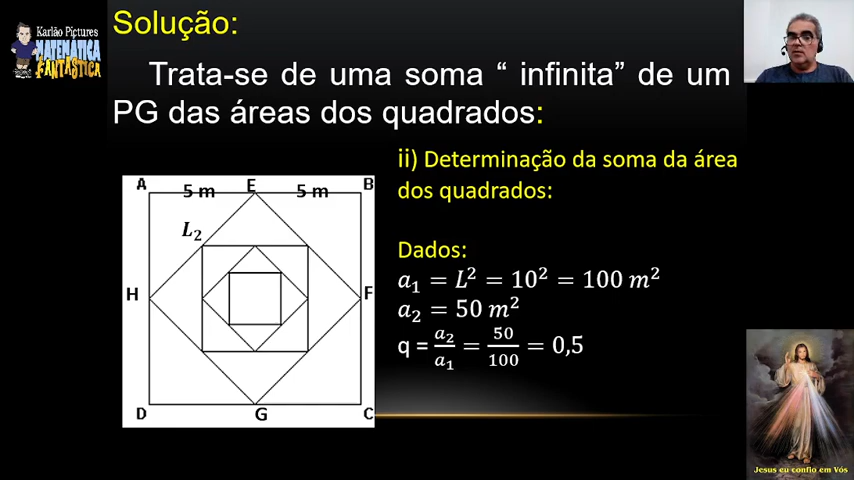 Karlão Pictures
MATEMÁTICA
FANTÁSTICA
Solução:
Trata-se de uma soma “ infinita” de um
PG das áreas dos quadrados:
ii) Determinação da soma da área
dos quadrados:
Dados:
a₁ = L² = 10² = 100 m²
a₂ = 50 m²
q = a₂/a₁ = 50/100 = 0,5
A 5 m E 5 m B
L₂
H F
D G C
Jesus eu confio em Vós